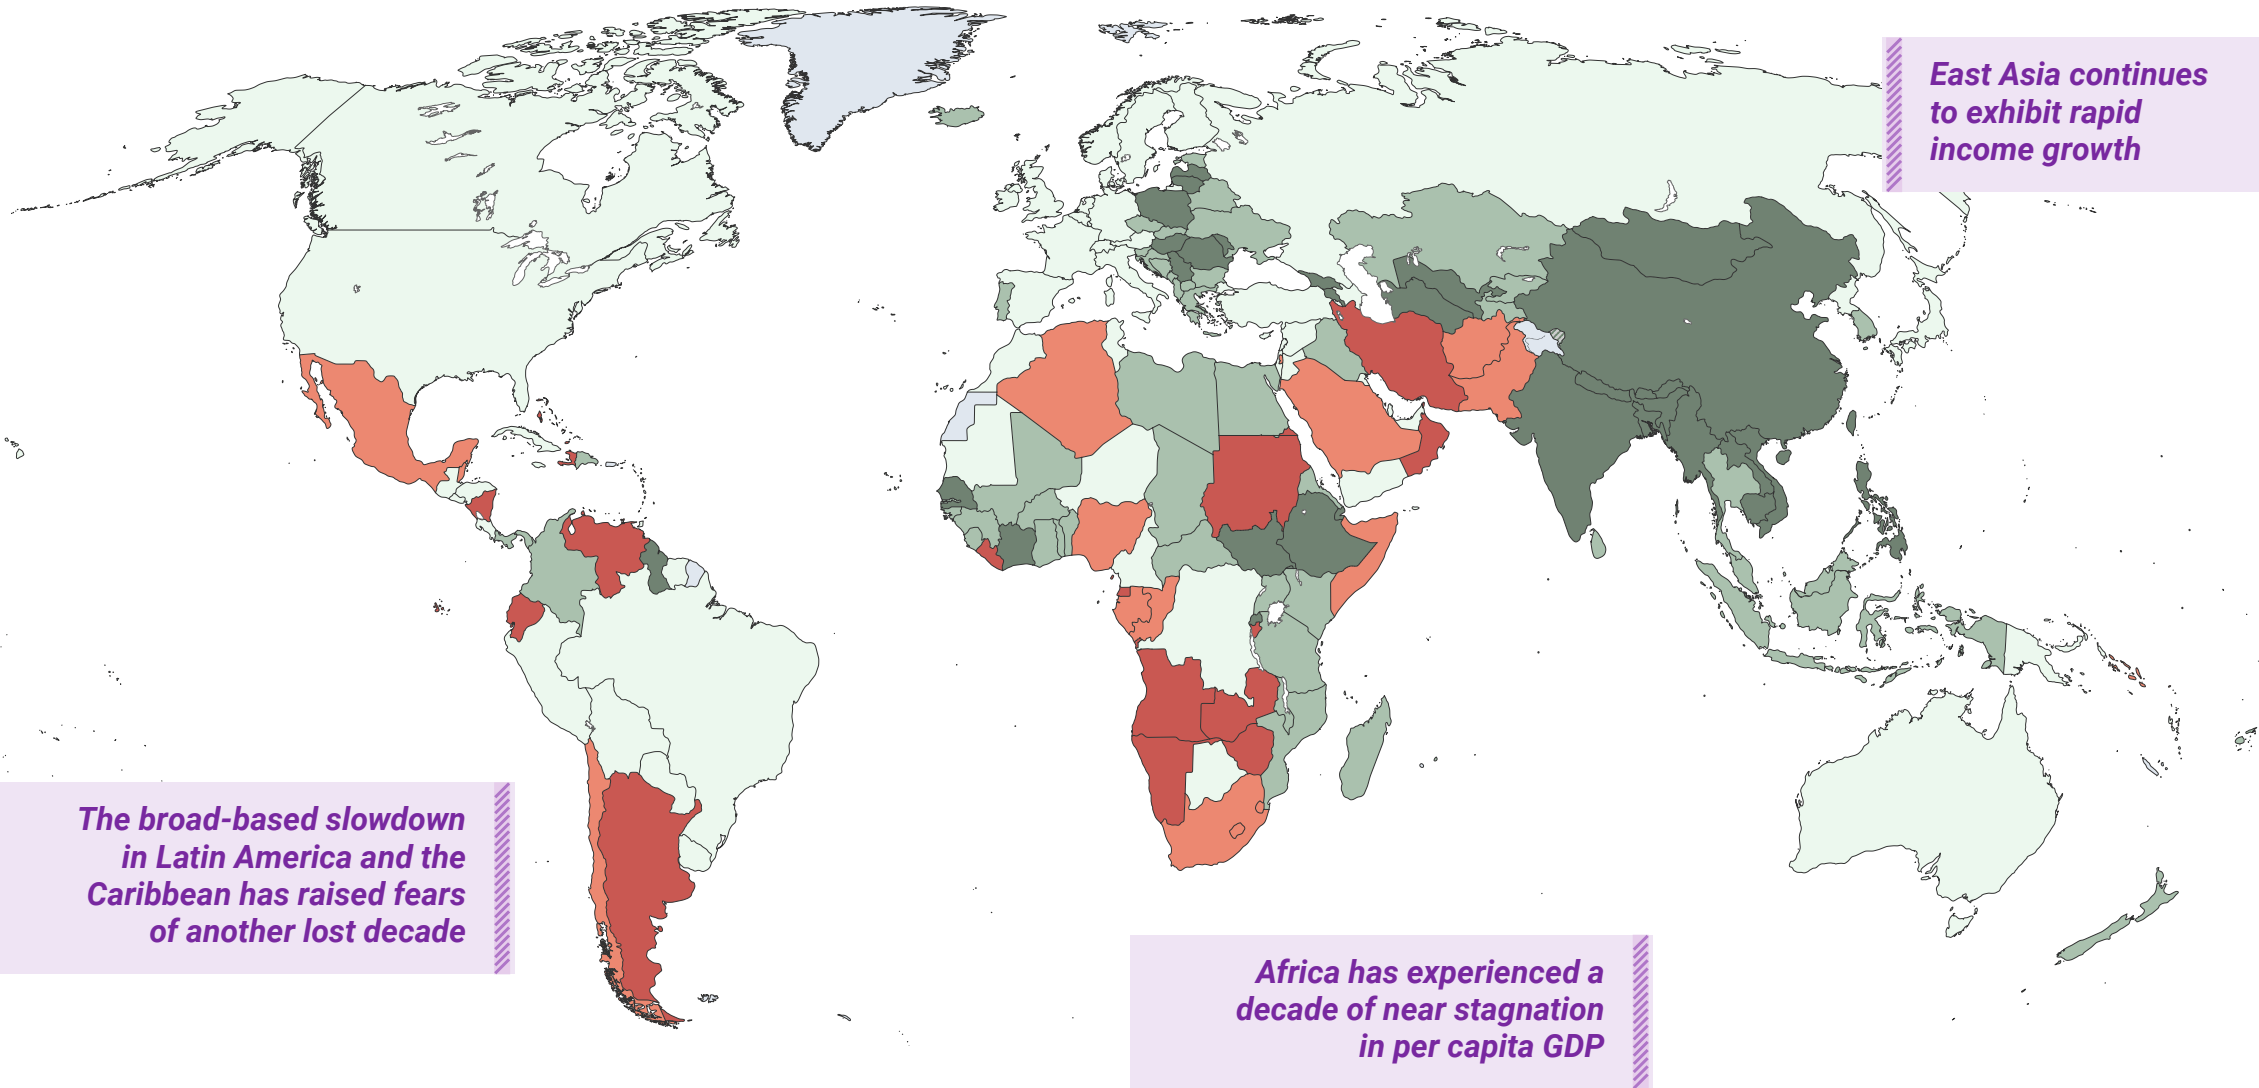 East Asia continues
to exhibit rapid
income growth
The broad-based slowdown
in Latin America and the
Caribbean has raised fears
of another lost decade
Africa has experienced a
decade of near stagnation
in per capita GDP